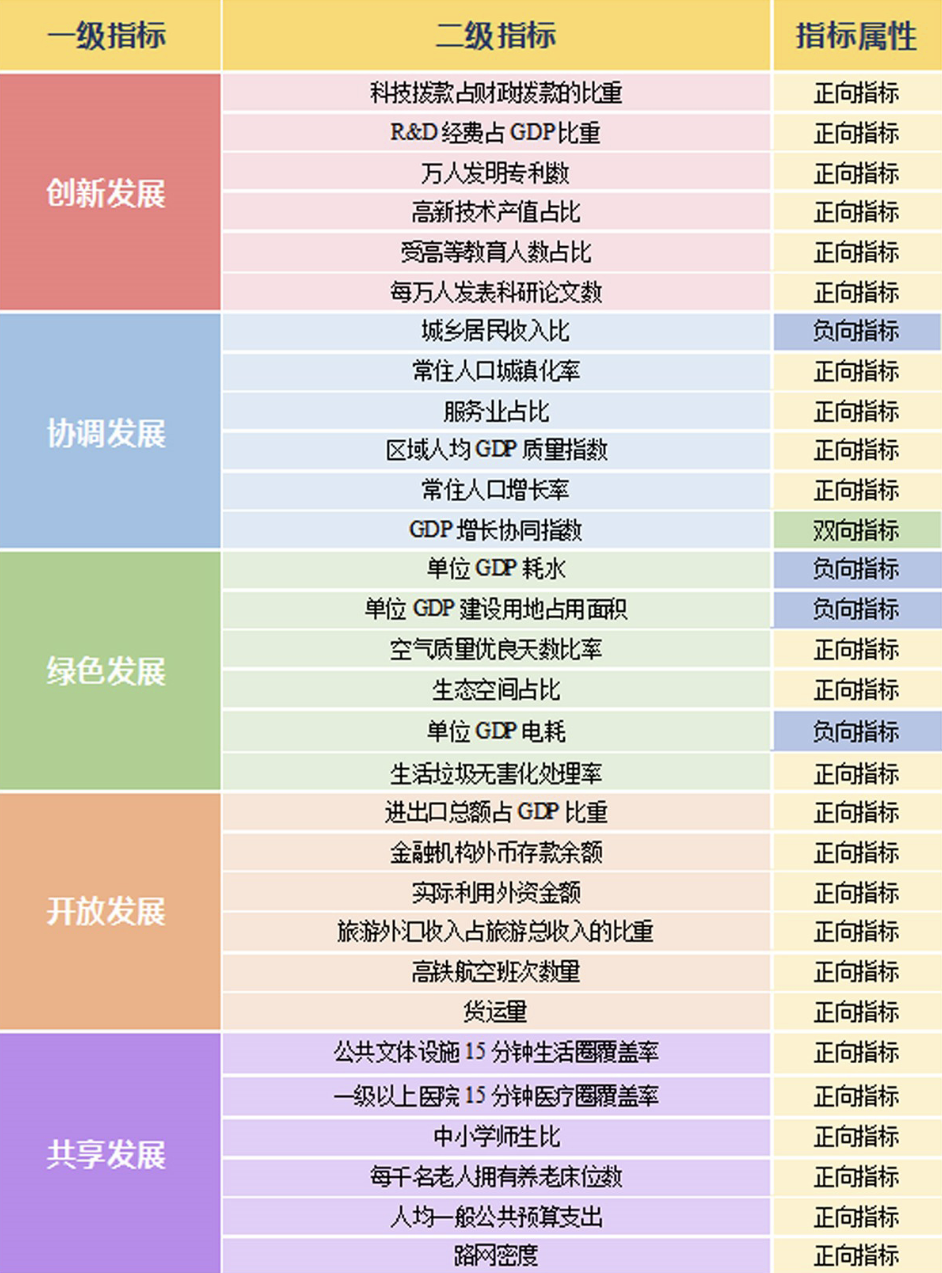 一级指标 二级指标 指标属性
创新发展
科技拨款占财政拨款的比重 正向指标
R&D 经费占 GDP 比重 正向指标
万人发明专利数 正向指标
高新技术产值占比 正向指标
受高等教育人数占比 正向指标
每万人发表科研论文数 正向指标
协调发展
城乡居民收入比 负向指标
常住人口城镇化率 正向指标
服务业占比 正向指标
区域人均 GDP 质量指数 正向指标
常住人口增长率 正向指标
GDP 增长协同指数 双向指标
绿色发展
单位 GDP 耗水 负向指标
单位 GDP 建设用地占用面积 负向指标
空气质量优良天数比率 正向指标
生态空间占比 正向指标
单位 GDP 电耗 负向指标
生活垃圾无害化处理率 正向指标
开放发展
进出口总额占 GDP 比重 正向指标
金融机构外币存款余额 正向指标
实际利用外资金额 正向指标
旅游外汇收入占旅游总收入的比重 正向指标
高铁航空班次数量 正向指标
货运量 正向指标
共享发展
公共文体设施 15 分钟生活圈覆盖率 正向指标
一级以上医院 15 分钟医疗圈覆盖率 正向指标
中小学师生比 正向指标
每千名老人拥有养老床位数 正向指标
人均一般公共预算支出 正向指标
路网密度 正向指标